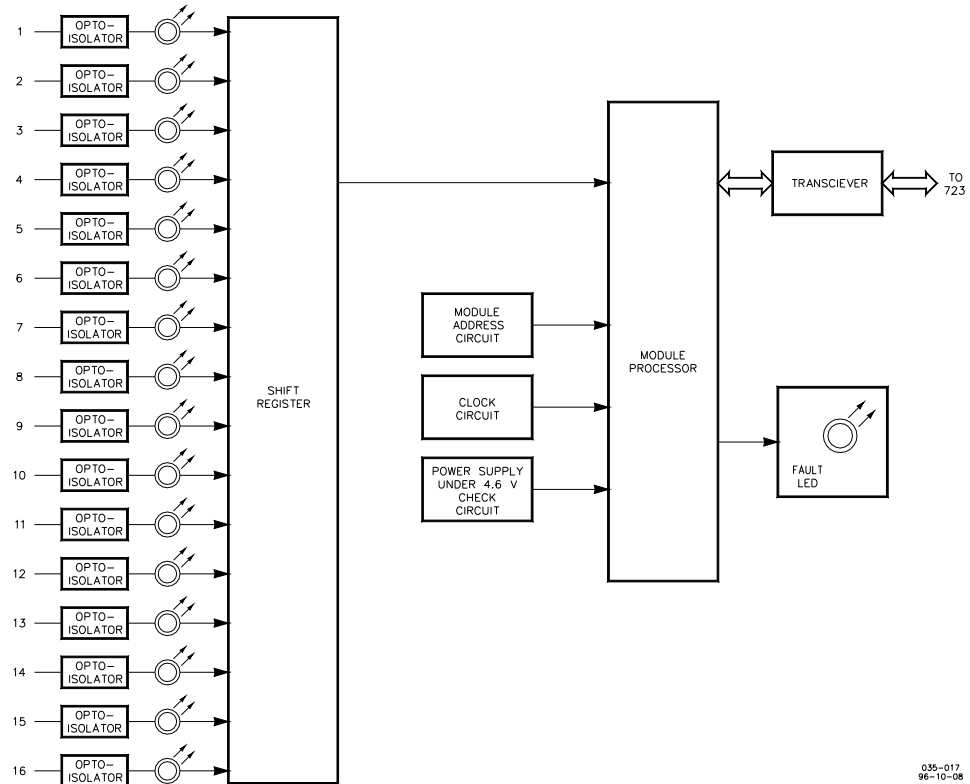 1 OPTO-
ISOLATOR
2 OPTO-
ISOLATOR
3 OPTO-
ISOLATOR
4 OPTO-
ISOLATOR
5 OPTO-
ISOLATOR
6 OPTO-
ISOLATOR
7 OPTO-
ISOLATOR
8 OPTO-
ISOLATOR
9 OPTO-
ISOLATOR
10 OPTO-
ISOLATOR
11 OPTO-
ISOLATOR
12 OPTO-
ISOLATOR
13 OPTO-
ISOLATOR
14 OPTO-
ISOLATOR
15 OPTO-
ISOLATOR
16 OPTO-
ISOLATOR
SHIFT
REGISTER
MODULE
ADDRESS
CIRCUIT
CLOCK
CIRCUIT
POWER SUPPLY
UNDER 4.6 V
CHECK
CIRCUIT
MODULE
PROCESSOR
TRANSCIEVER
TO
723
FAULT
LED
035-017
96-10-08